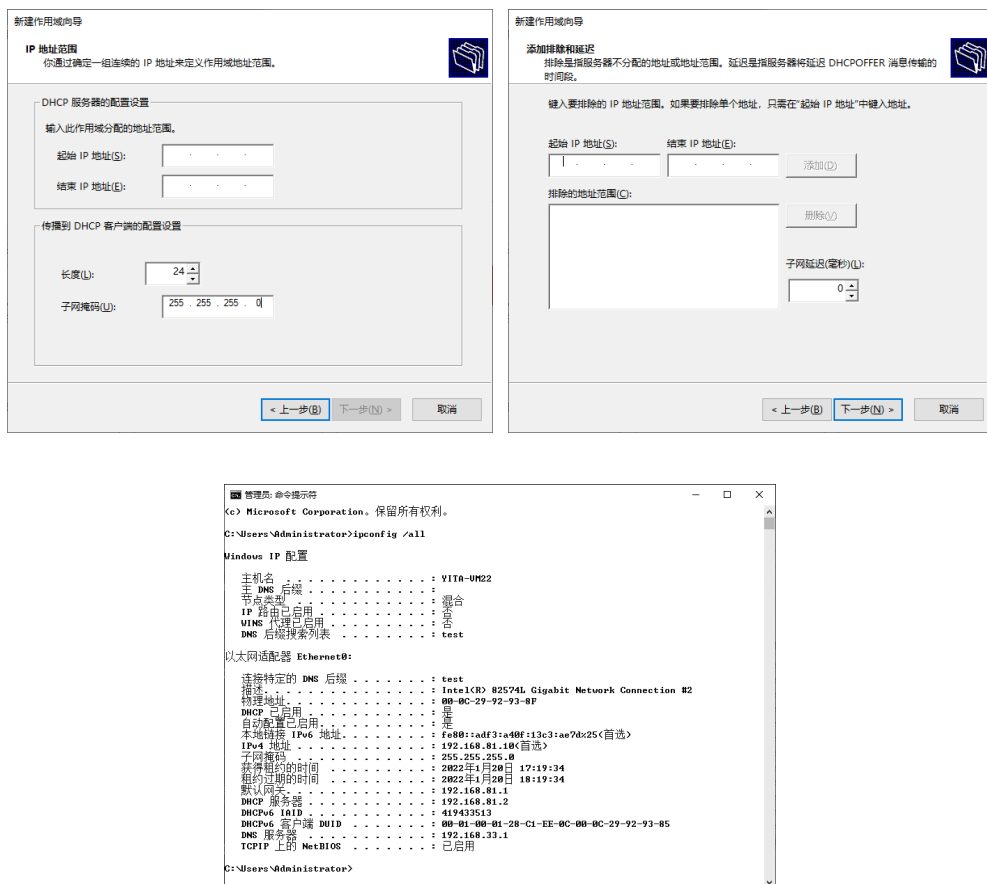 新建作用域向导
IP 地址范围
你通过确定一组连续的 IP 地址来定义作用域地址范围。
DHCP 服务器的配置设置
输入此作用域分配的地址范围。
起始 IP 地址(S):
结束 IP 地址(E):
传播到 DHCP 客户端的配置设置
长度(L): 24
子网掩码(U): 255 . 255 . 255 . 0
< 上一步(B) 下一步(N) > 取消
新建作用域向导
添加排除和延迟
排除是指服务器不分配的地址或地址范围。延迟是指服务器将延迟 DHCPOFFER 消息传输的
时间段。
键入要排除的 IP 地址范围。如果要排除单个地址，只需在"起始 IP 地址"中键入地址。
起始 IP 地址(S): 结束 IP 地址(E):
添加(D)
排除的地址范围(C):
删除(V)
子网延迟(毫秒)(L):
0
< 上一步(B) 下一步(N) > 取消
管理员: 命令提示符
(c) Microsoft Corporation。保留所有权利。
C:\Users\Administrator>ipconfig /all
Windows IP 配置
主机名 . . . . . . . . . . . . . : YITA-VM22
主 DNS 后缀 . . . . . . . . . . . :
节点类型 . . . . . . . . . . . . : 混合
IP 路由已启用 . . . . . . . . . . : 否
WINS 代理已启用 . . . . . . . . . : 否
DNS 后缀搜索列表 . . . . . . . . : test
以太网适配器 Ethernet0:
连接特定的 DNS 后缀 . . . . . . . : test
描述. . . . . . . . . . . . . . . : Intel(R) 82574L Gigabit Network Connection #2
物理地址. . . . . . . . . . . . . : 00-0C-29-92-93-8F
DHCP 已启用 . . . . . . . . . . . : 是
自动配置已启用. . . . . . . . . . : 是
本地链接 IPv6 地址. . . . . . . . : fe80::adf3:a40f:13c3:ae7d%25(首选)
IPv4 地址 . . . . . . . . . . . . : 192.168.81.10(首选)
子网掩码 . . . . . . . . . . . . : 255.255.255.0
获得租约的时间 . . . . . . . . . : 2022年1月20日 17:19:34
租约过期的时间 . . . . . . . . . : 2022年1月20日 18:19:34
默认网关. . . . . . . . . . . . . : 192.168.81.1
DHCP 服务器 . . . . . . . . . . . : 192.168.81.2
DHCPv6 IAID . . . . . . . . . . . : 419433513
DHCPv6 客户端 DUID . . . . . . . : 00-01-00-01-28-C1-EE-0C-00-0C-29-92-93-85
DNS 服务器 . . . . . . . . . . . : 192.168.33.1
TCPIP 上的 NetBIOS . . . . . . . : 已启用
C:\Users\Administrator>